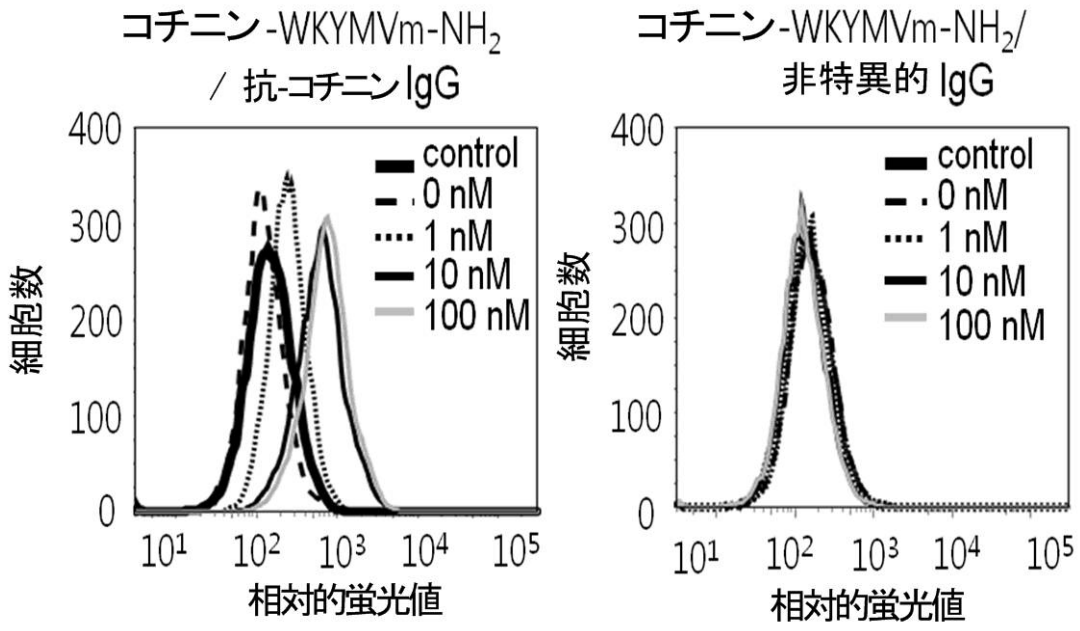 コチニン-WKYMVm-NH₂
/ 抗-コチニン IgG
400
300
200
100
0
細胞数
control
0 nM
1 nM
10 nM
100 nM
10¹ 10² 10³ 10⁴ 10⁵
相対的蛍光値
コチニン-WKYMVm-NH₂/
非特異的 IgG
400
300
200
100
0
細胞数
control
0 nM
1 nM
10 nM
100 nM
10¹ 10² 10³ 10⁴ 10⁵
相対的蛍光値